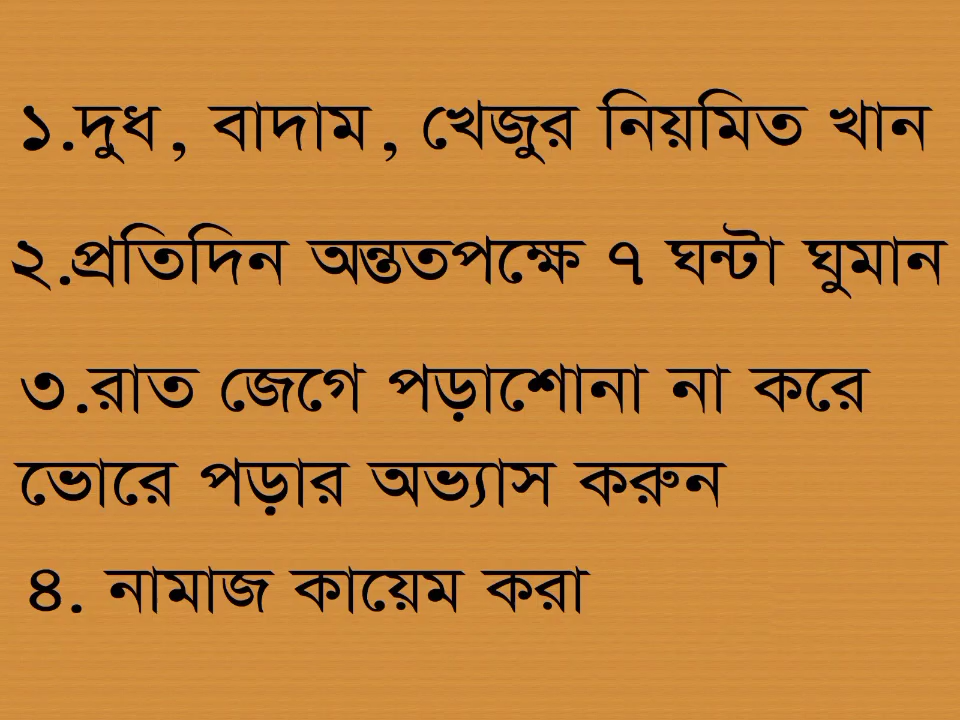 ১.দুধ, বাদাম, খেজুর নিয়মিত খান
২.প্রতিদিন অন্ততপক্ষে ৭ ঘন্টা ঘুমান
৩.রাত জেগে পড়াশোনা না করে
ভোরে পড়ার অভ্যাস করুন
৪. নামাজ কায়েম করা